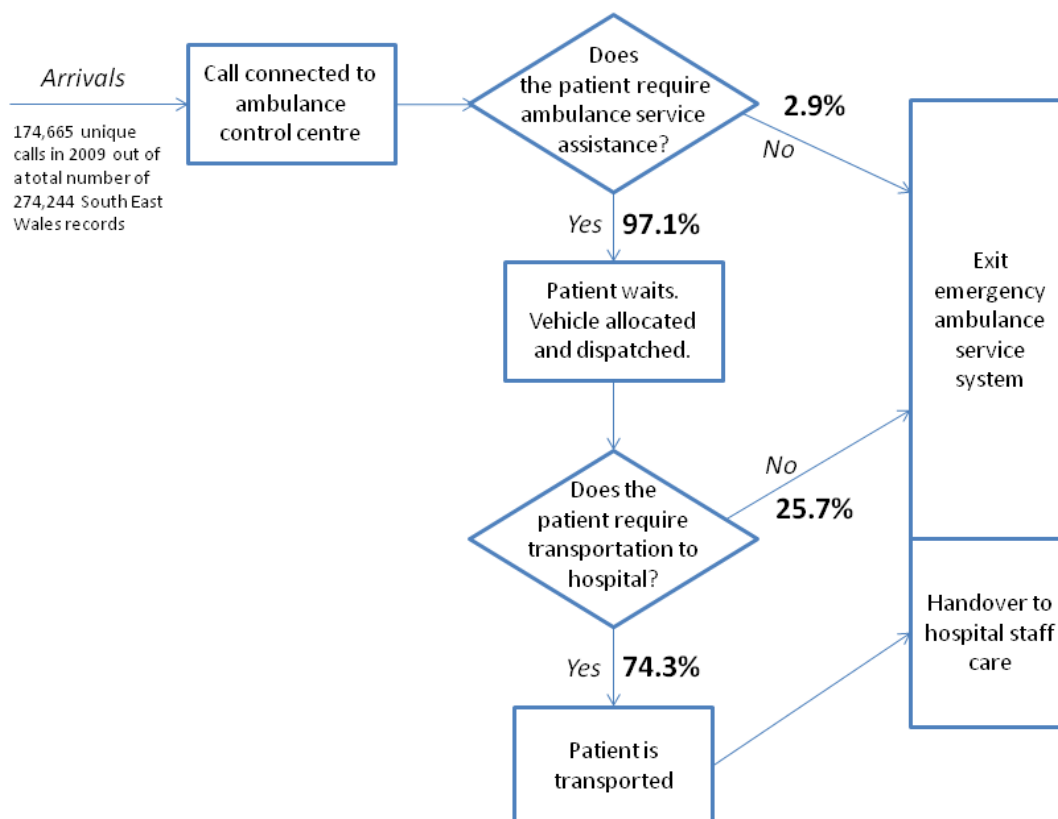 Arrivals
174,665 unique
calls in 2009 out of
a total number of
274,244 South East
Wales records
Call connected to
ambulance
control centre
Does
the patient require
ambulance service
assistance?
2.9%
No
Yes 97.1%
Patient waits.
Vehicle allocated
and dispatched.
Exit
emergency
ambulance
service
system
Does the
patient require
transportation to
hospital?
No
25.7%
Yes 74.3%
Handover to
hospital staff
care
Patient is
transported